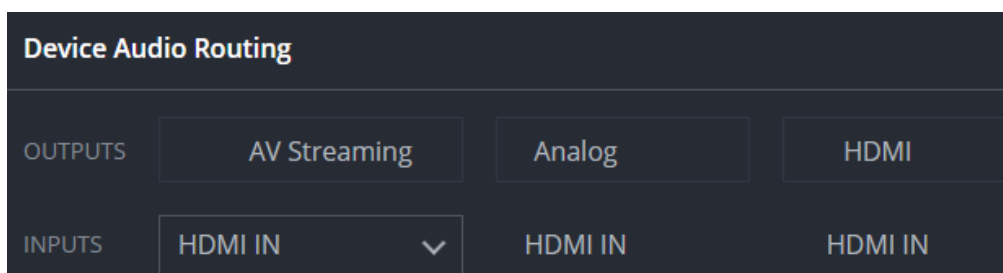 Device Audio Routing
OUTPUTS AV Streaming Analog HDMI
INPUTS HDMI IN HDMI IN HDMI IN